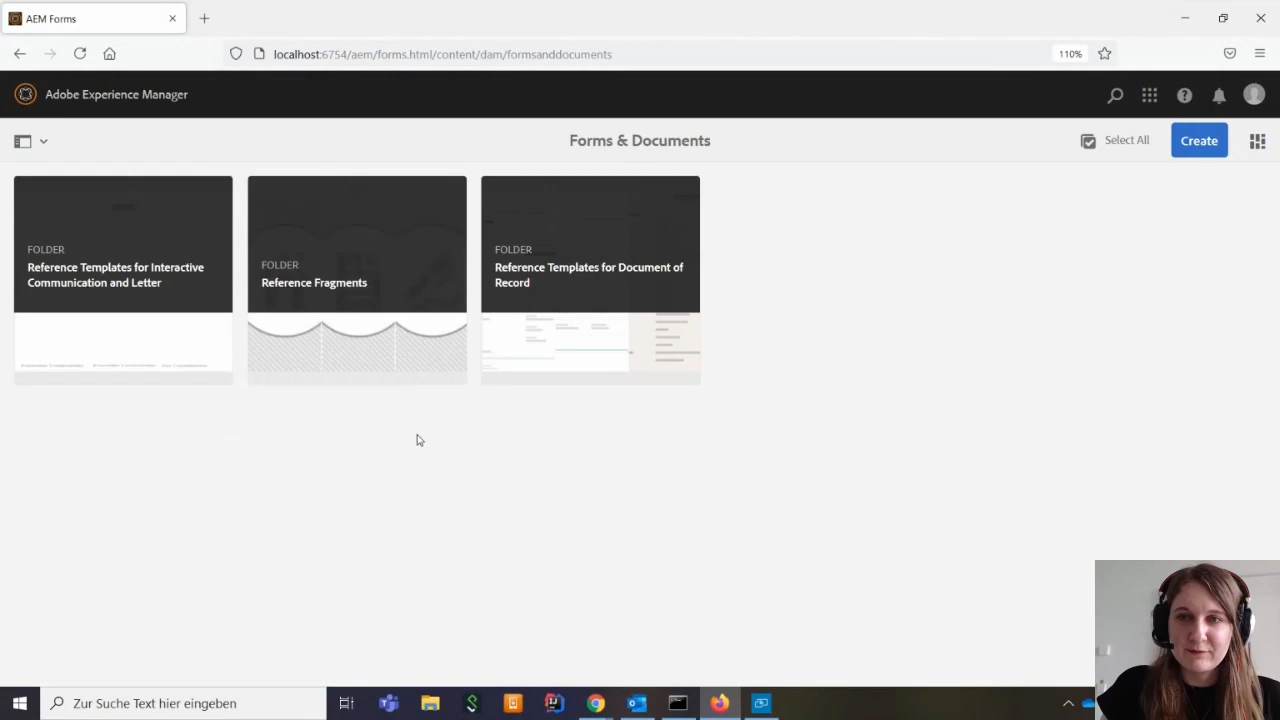 AEM Forms
localhost:6754/aem/forms.html/content/dam/formsanddocuments
110%
Adobe Experience Manager
Forms & Documents
Select All
Create
FOLDER
Reference Templates for Interactive
Communication and Letter
FOLDER
Reference Fragments
FOLDER
Reference Templates for Document of
Record
Zur Suche Text hier eingeben